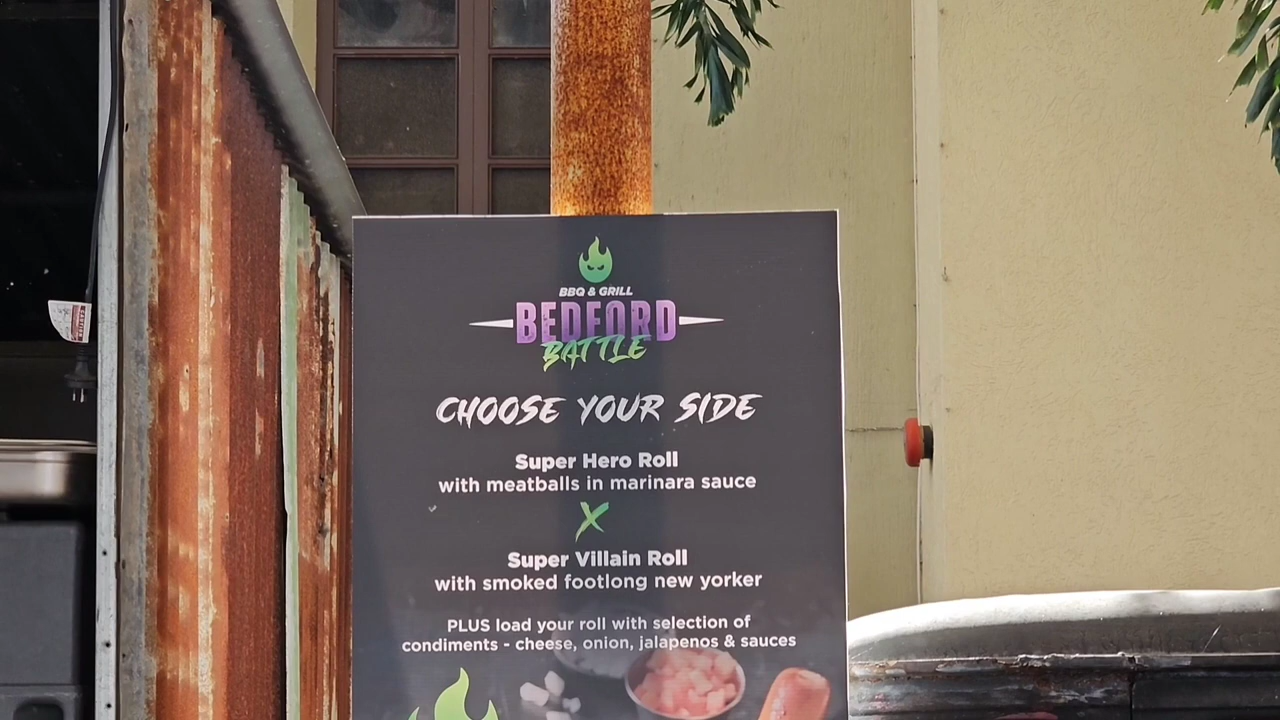 BBQ & GRILL
BEDFORD
BATTLE
CHOOSE YOUR SIDE
Super Hero Roll
with meatballs in marinara sauce
X
Super Villain Roll
with smoked footlong new yorker
PLUS load your roll with selection of
condiments - cheese, onion, jalapenos & sauces